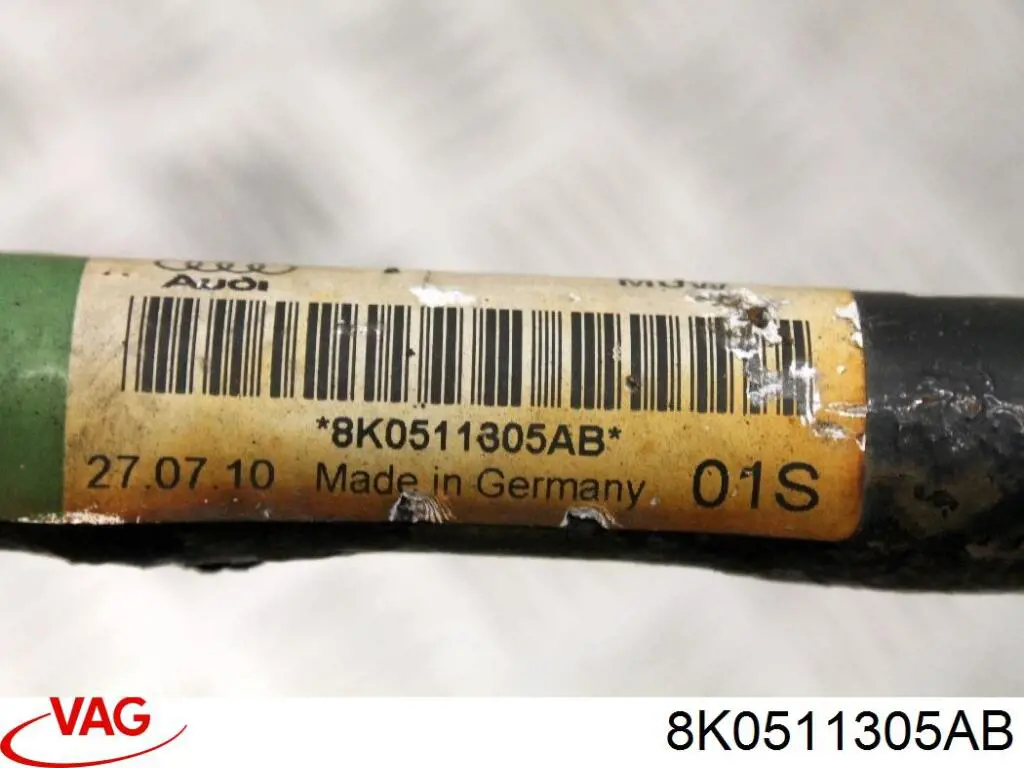 Audi
*8K0511305AB*
27.07.10 Made in Germany 01S
VAG
8K0511305AB